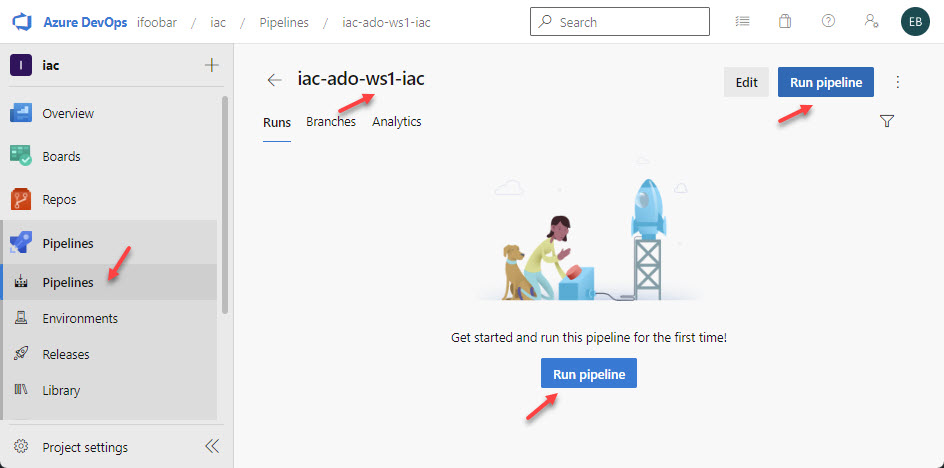 Azure DevOps ifoobar / iac / Pipelines / iac-ado-ws1-iac Search EB
I iac
Overview
Boards
Repos
Pipelines
Pipelines
Environments
Releases
Library
Project settings
iac-ado-ws1-iac Edit Run pipeline
Runs Branches Analytics
Get started and run this pipeline for the first time!
Run pipeline